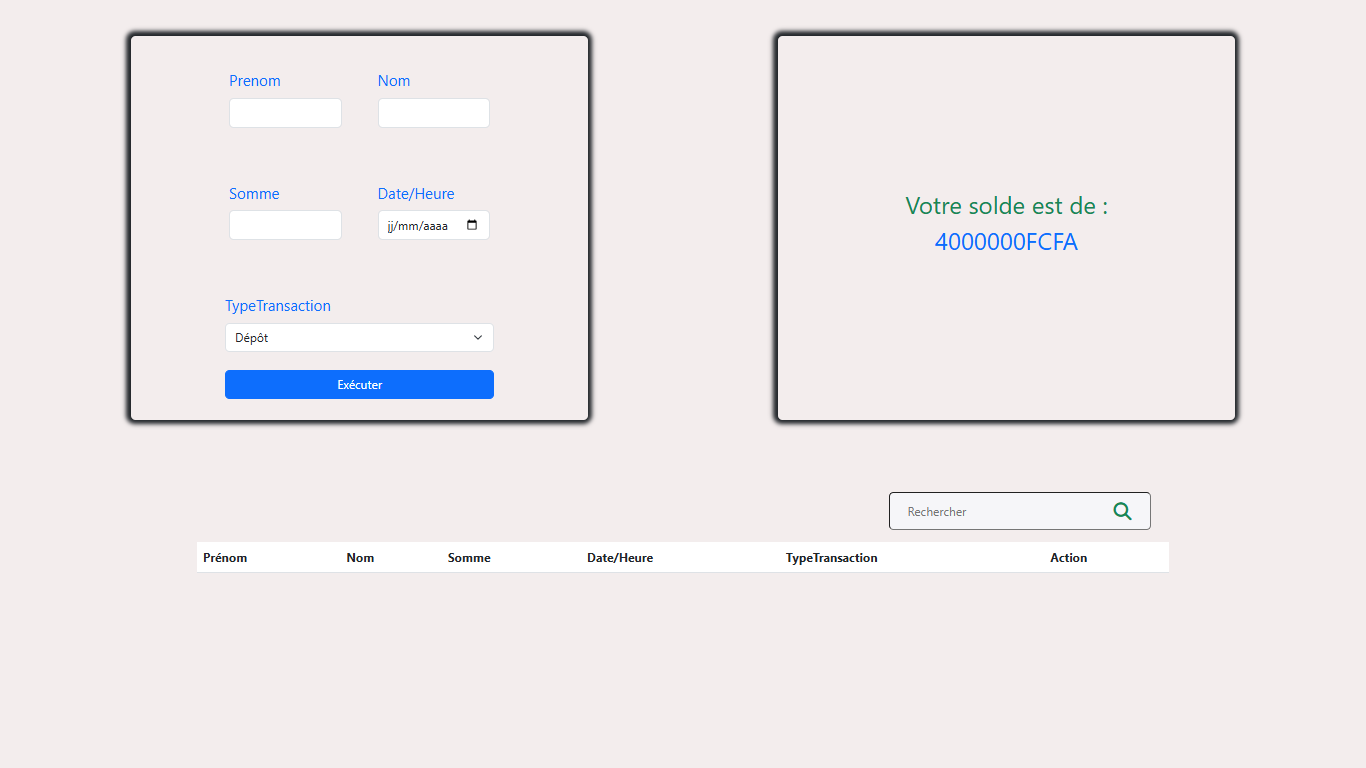 Prenom Nom
Somme Date/Heure
jj/mm/aaaa
TypeTransaction
Dépôt
Exécuter
Votre solde est de :
4000000FCFA
Rechercher
Prénom Nom Somme Date/Heure TypeTransaction Action